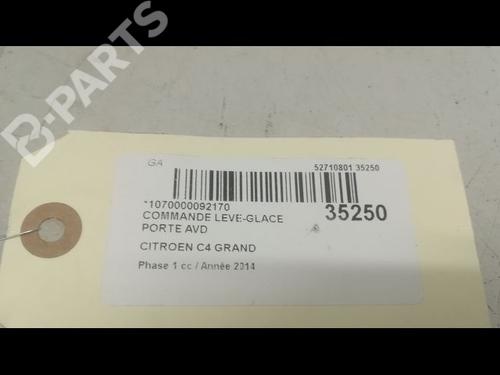 B-PARTS
GA
52710801 35250
*1070000092170
COMMANDE LEVE-GLACE
35250
PORTE AVD
CITROEN C4 GRAND
Phase 1 cc / Année 2014